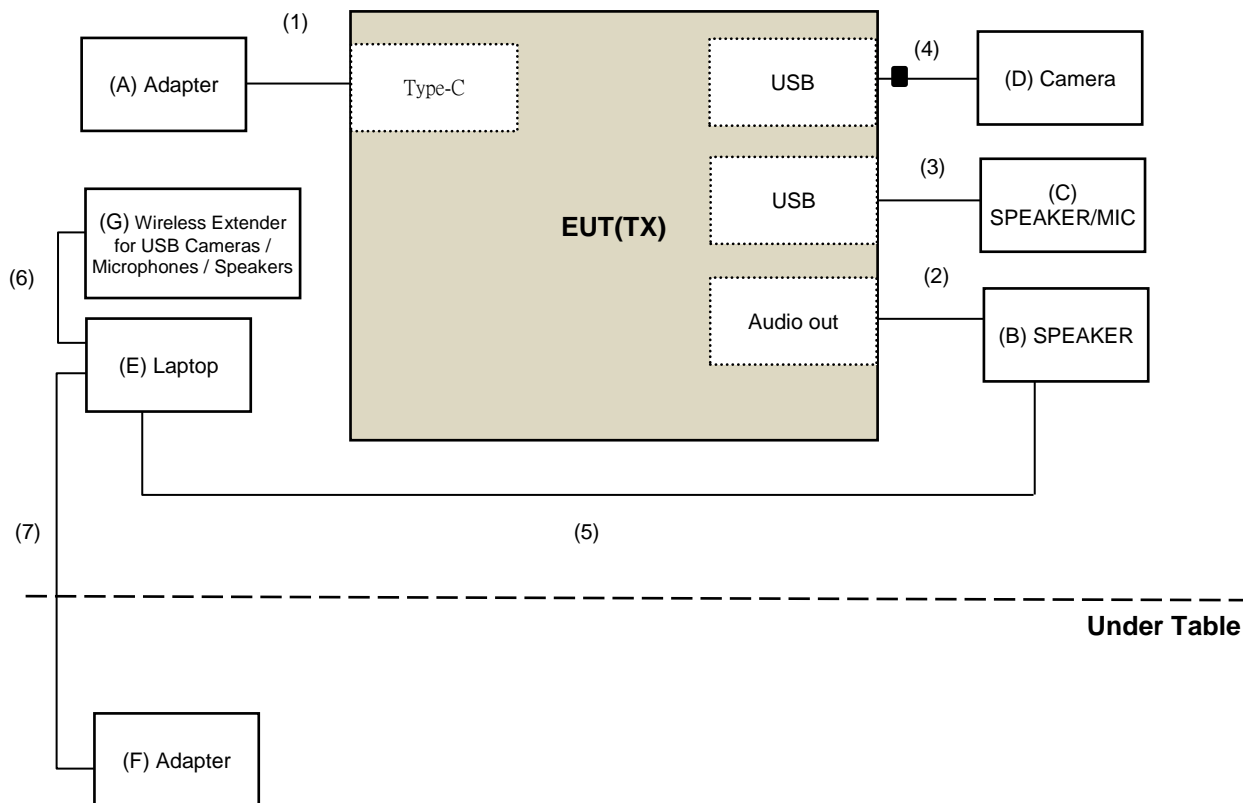 (1)
(A) Adapter
Type-C
USB
(4)
(D) Camera
(G) Wireless Extender
for USB Cameras /
Microphones / Speakers
EUT(TX)
USB
(3)
(C)
SPEAKER/MIC
(6)
(E) Laptop
Audio out
(2)
(B) SPEAKER
(7)
(5)
Under Table
(F) Adapter